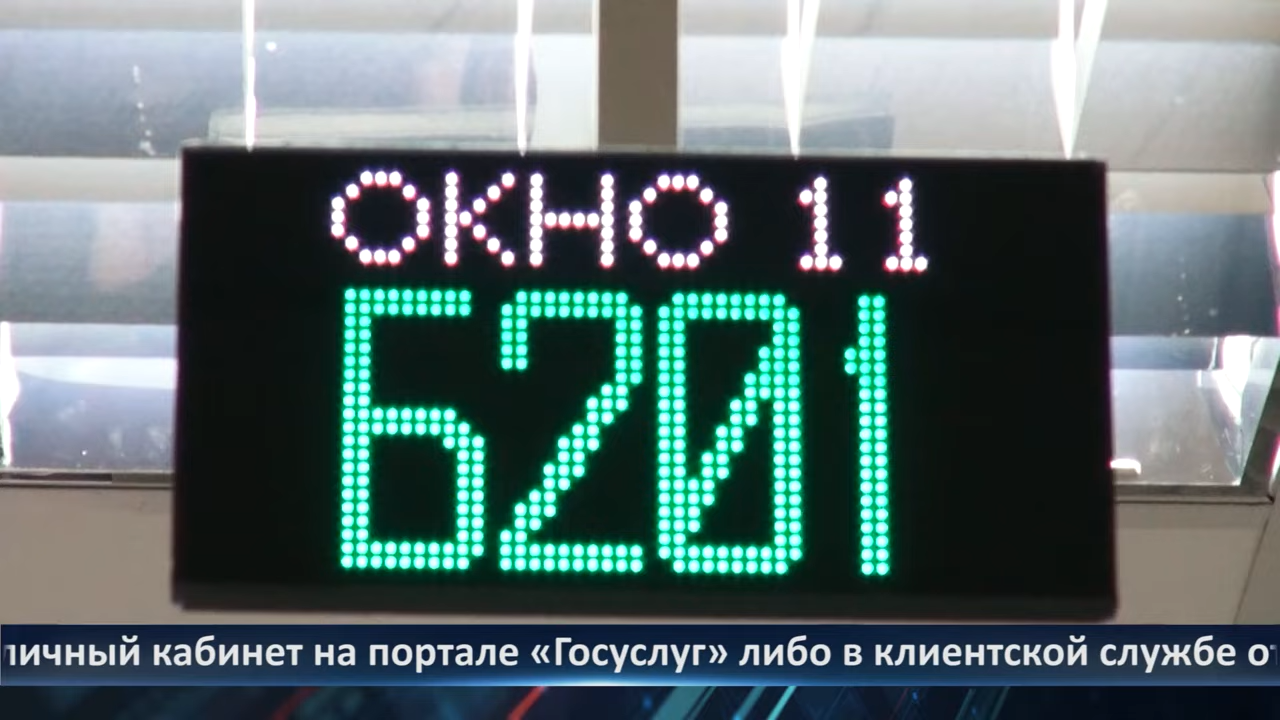 ОКНО 11
Б201
личный кабинет на портале «Госуслуг» либо в клиентской службе